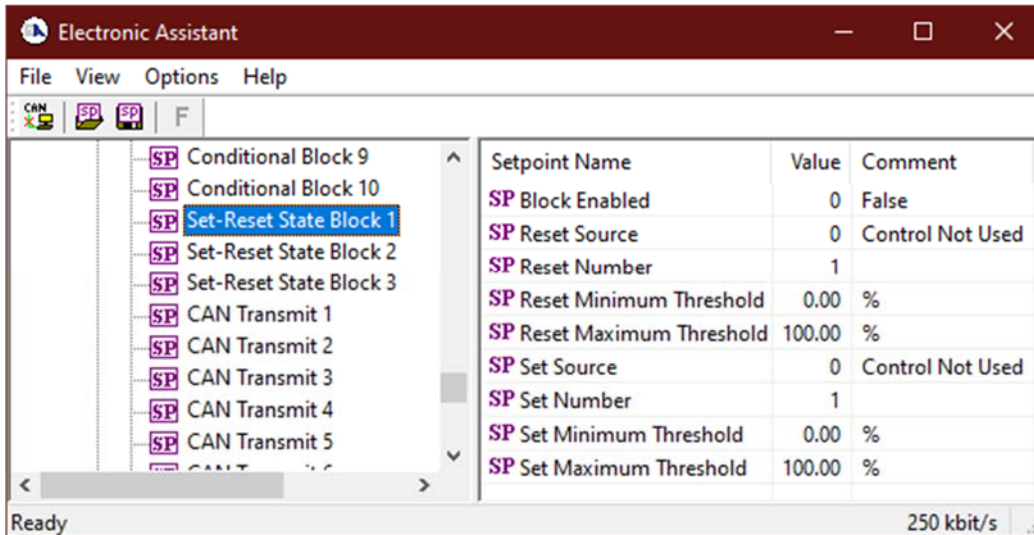 Electronic Assistant
File View Options Help
CAN SP SP F
SP Conditional Block 9
SP Conditional Block 10
SP Set-Reset State Block 1
SP Set-Reset State Block 2
SP Set-Reset State Block 3
SP CAN Transmit 1
SP CAN Transmit 2
SP CAN Transmit 3
SP CAN Transmit 4
SP CAN Transmit 5
Setpoint Name Value Comment
SP Block Enabled 0 False
SP Reset Source 0 Control Not Used
SP Reset Number 1
SP Reset Minimum Threshold 0.00 %
SP Reset Maximum Threshold 100.00 %
SP Set Source 0 Control Not Used
SP Set Number 1
SP Set Minimum Threshold 0.00 %
SP Set Maximum Threshold 100.00 %
Ready 250 kbit/s